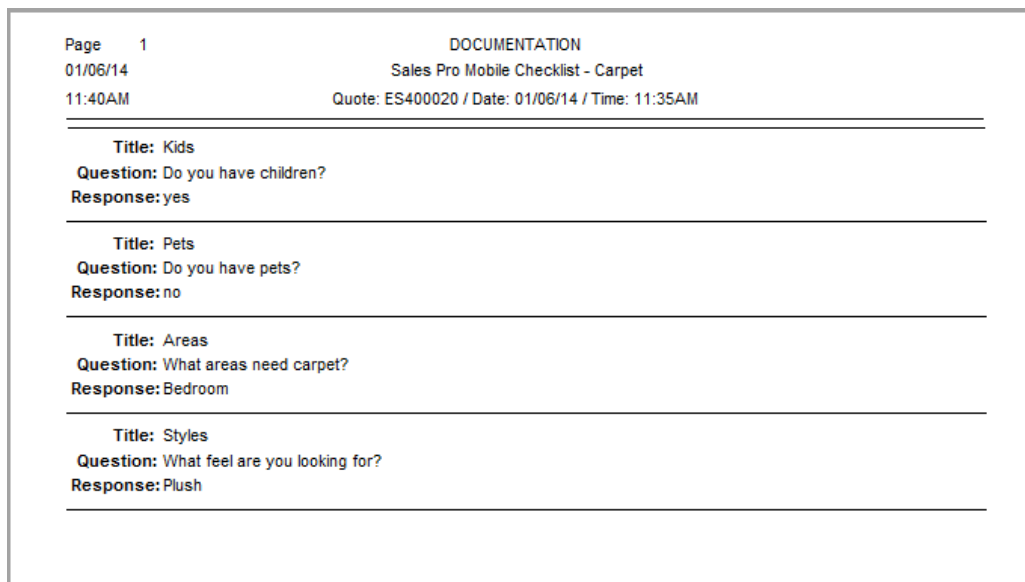 Page 1 DOCUMENTATION
01/06/14 Sales Pro Mobile Checklist - Carpet
11:40AM Quote: ES400020 / Date: 01/06/14 / Time: 11:35AM
Title: Kids
Question: Do you have children?
Response: yes
Title: Pets
Question: Do you have pets?
Response: no
Title: Areas
Question: What areas need carpet?
Response: Bedroom
Title: Styles
Question: What feel are you looking for?
Response: Plush